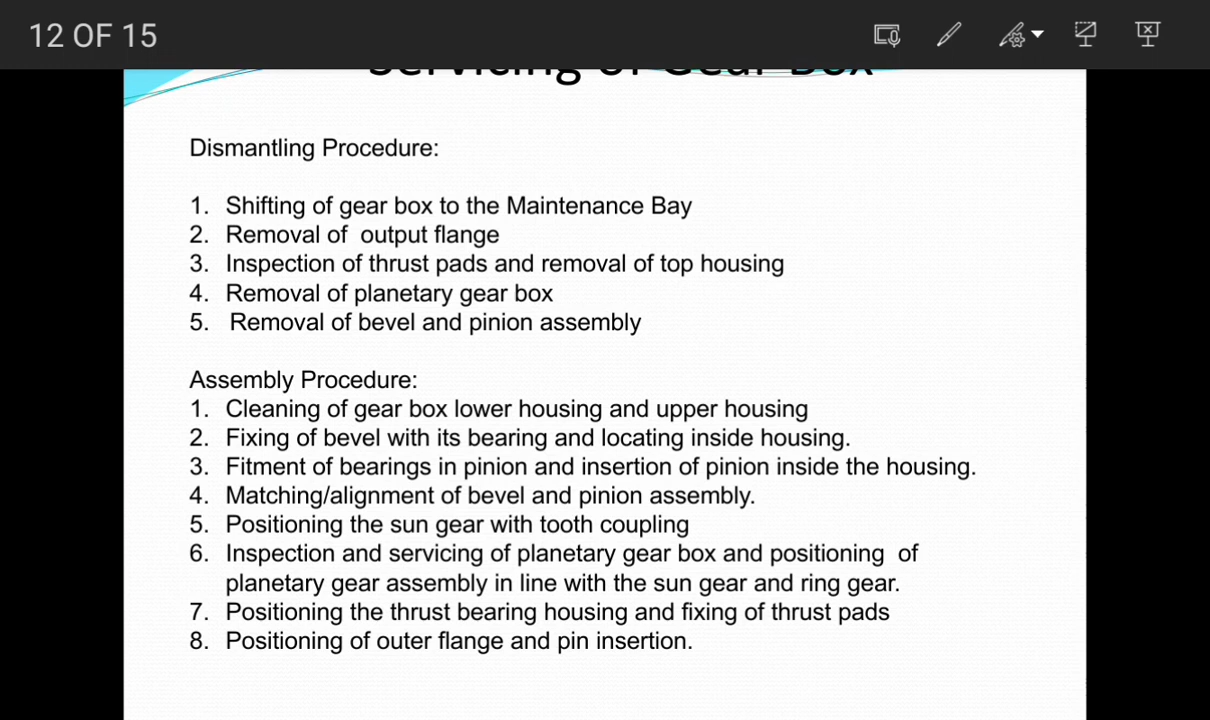 12 OF 15
Servicing of Gear Box
Dismantling Procedure:
1. Shifting of gear box to the Maintenance Bay
2. Removal of output flange
3. Inspection of thrust pads and removal of top housing
4. Removal of planetary gear box
5. Removal of bevel and pinion assembly
Assembly Procedure:
1. Cleaning of gear box lower housing and upper housing
2. Fixing of bevel with its bearing and locating inside housing.
3. Fitment of bearings in pinion and insertion of pinion inside the housing.
4. Matching/alignment of bevel and pinion assembly.
5. Positioning the sun gear with tooth coupling
6. Inspection and servicing of planetary gear box and positioning of
planetary gear assembly in line with the sun gear and ring gear.
7. Positioning the thrust bearing housing and fixing of thrust pads
8. Positioning of outer flange and pin insertion.